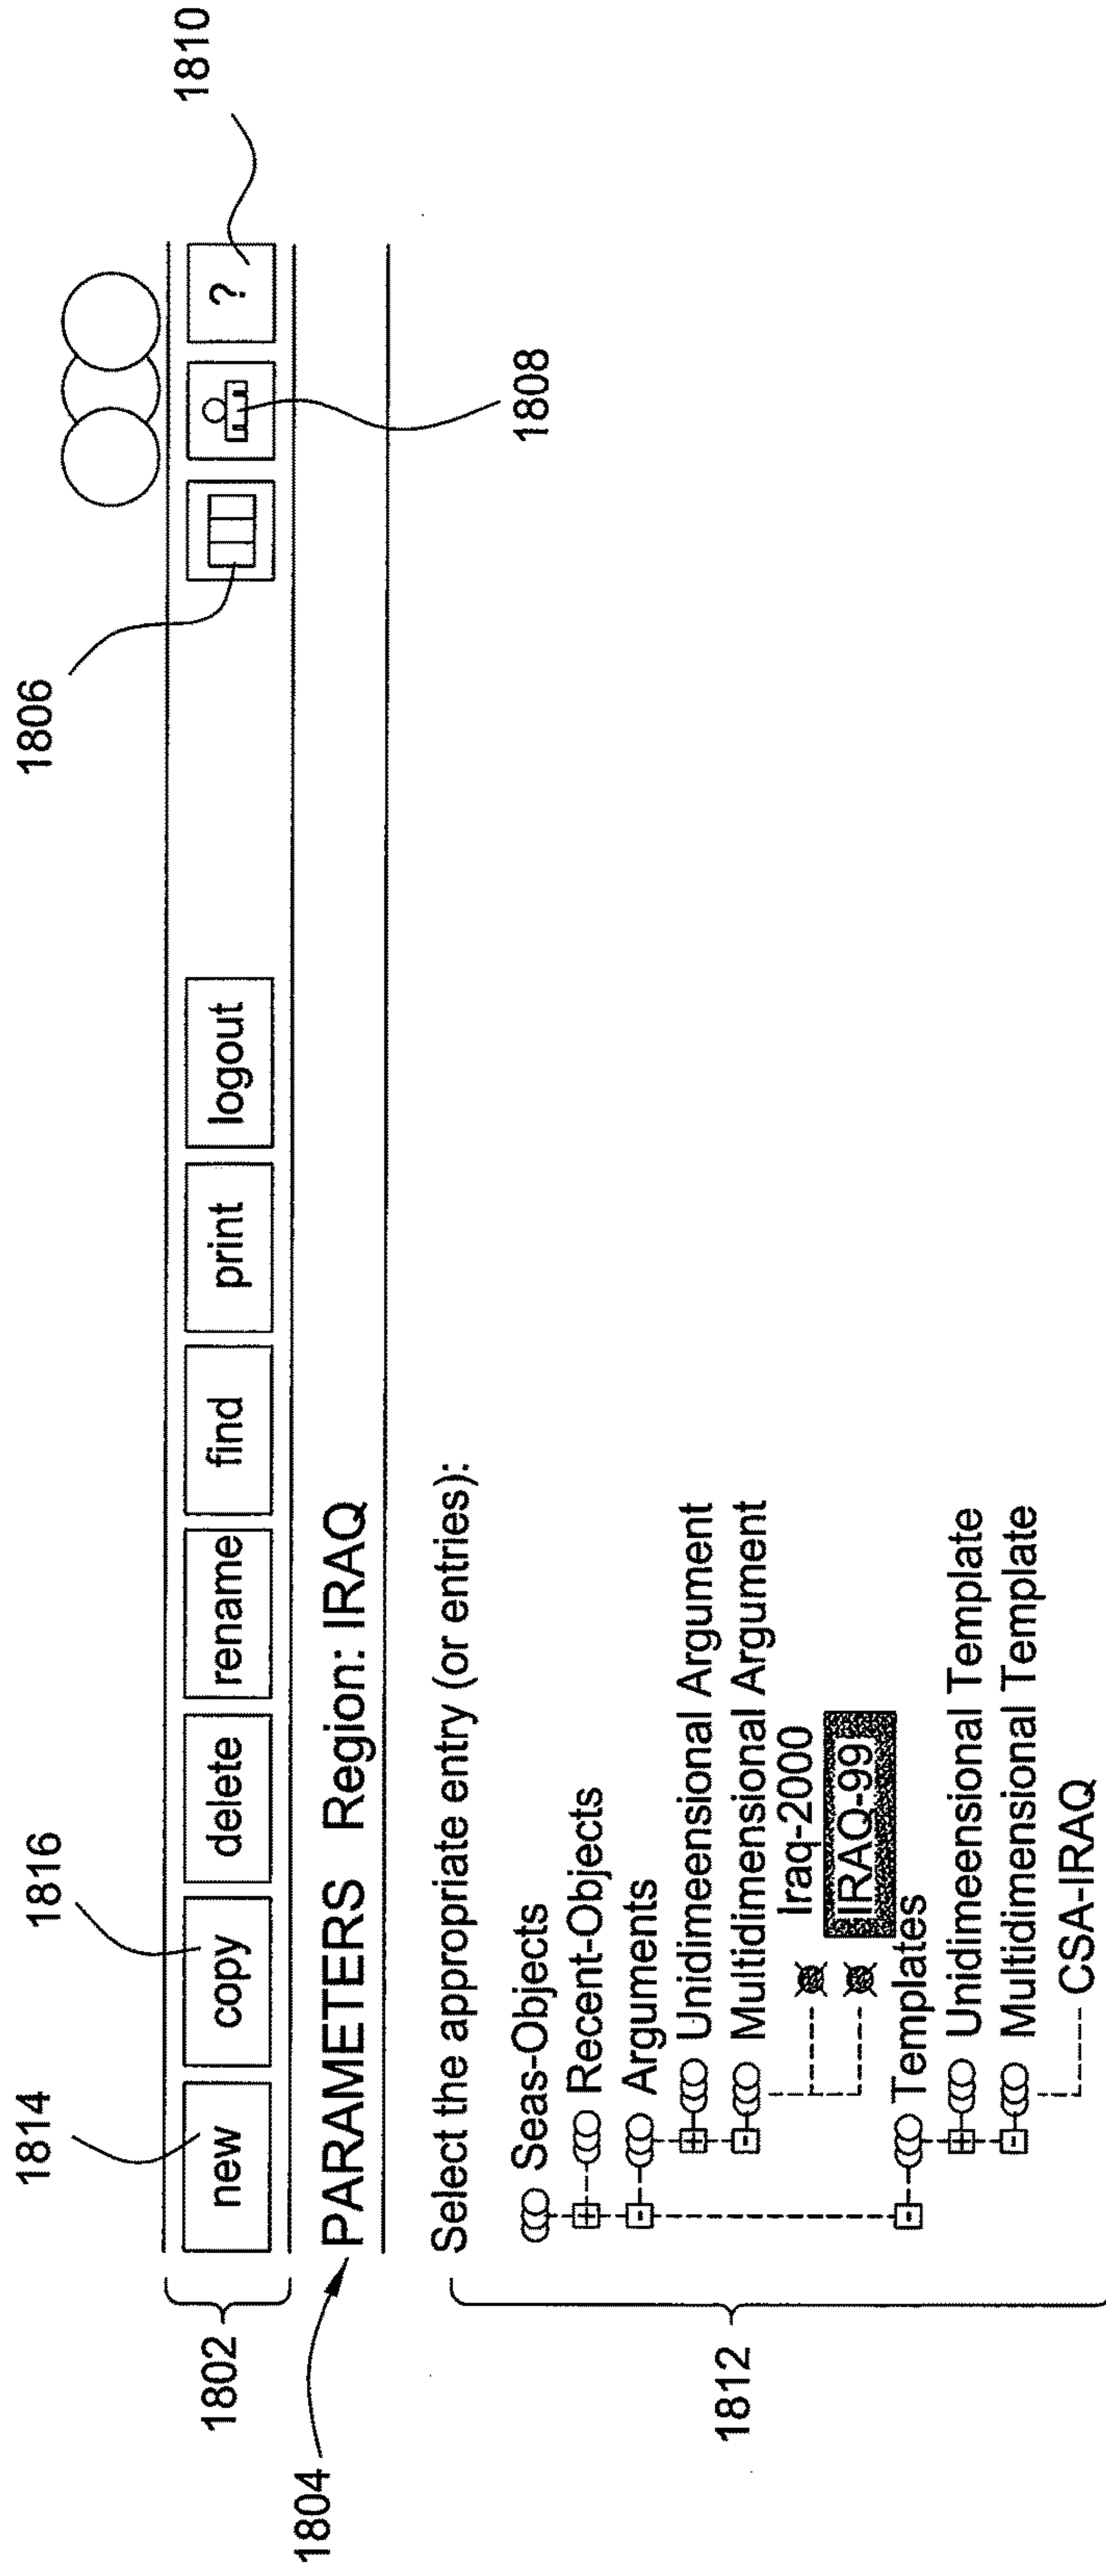 1810
1806
1808
1814
1816
1802
new
copy
delete
rename
find
print
logout
?
1804
PARAMETERS Region: IRAQ
1812
Select the appropriate entry (or entries):
Seas-Objects
+ Recent-Objects
- Arguments
+ Unidimeensional Argument
- Multidimensional Argument
Iraq-2000
IRAQ-99
- Templates
+ Unidimeensional Template
- Multidimensional Template
CSA-IRAQ